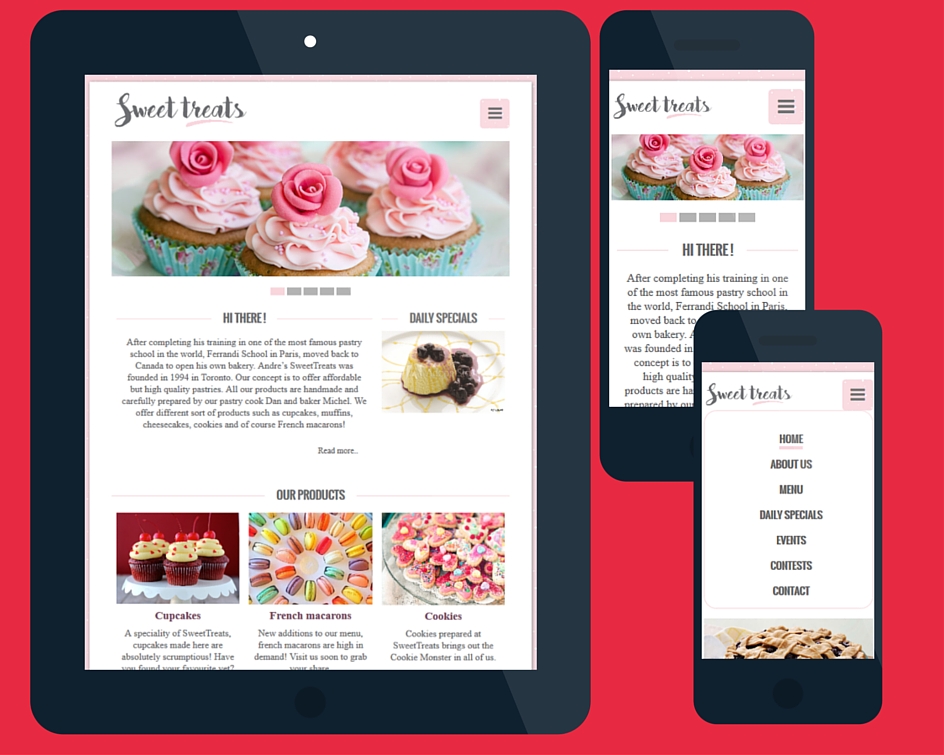 Sweet treats
HI THERE !
After completing his training in one of the most famous pastry
school in the world, Ferrandi School in Paris, moved back to
Canada to open his own bakery. Andre's SweetTreats was
founded in 1994 in Toronto. Our concept is to offer affordable
but high quality pastries. All our products are handmade and
carefully prepared by our pastry cook Dan and baker Michel. We
offer different sort of products such as cupcakes, muffins,
cheesecakes, cookies and of course French macarons!
Read more..
DAILY SPECIALS
OUR PRODUCTS
Cupcakes
A speciality of SweetTreats,
cupcakes made here are
absolutely scrumptious! Have
you found your favourite yet?
French macarons
New additions to our menu,
french macarons are high in
demand! Visit us soon to grab
your share
Cookies
Cookies prepared at
SweetTreats brings out the
Cookie Monster in all of us.
Sweet treats
HI THERE !
After completing his training in one
of the most famous pastry school in
the world, Ferrandi School in Paris,
moved back to
own bakery.
was founded in
concept is to
high quality
products are
prepared by our
Sweet treats
HOME
ABOUT US
MENU
DAILY SPECIALS
EVENTS
CONTESTS
CONTACT